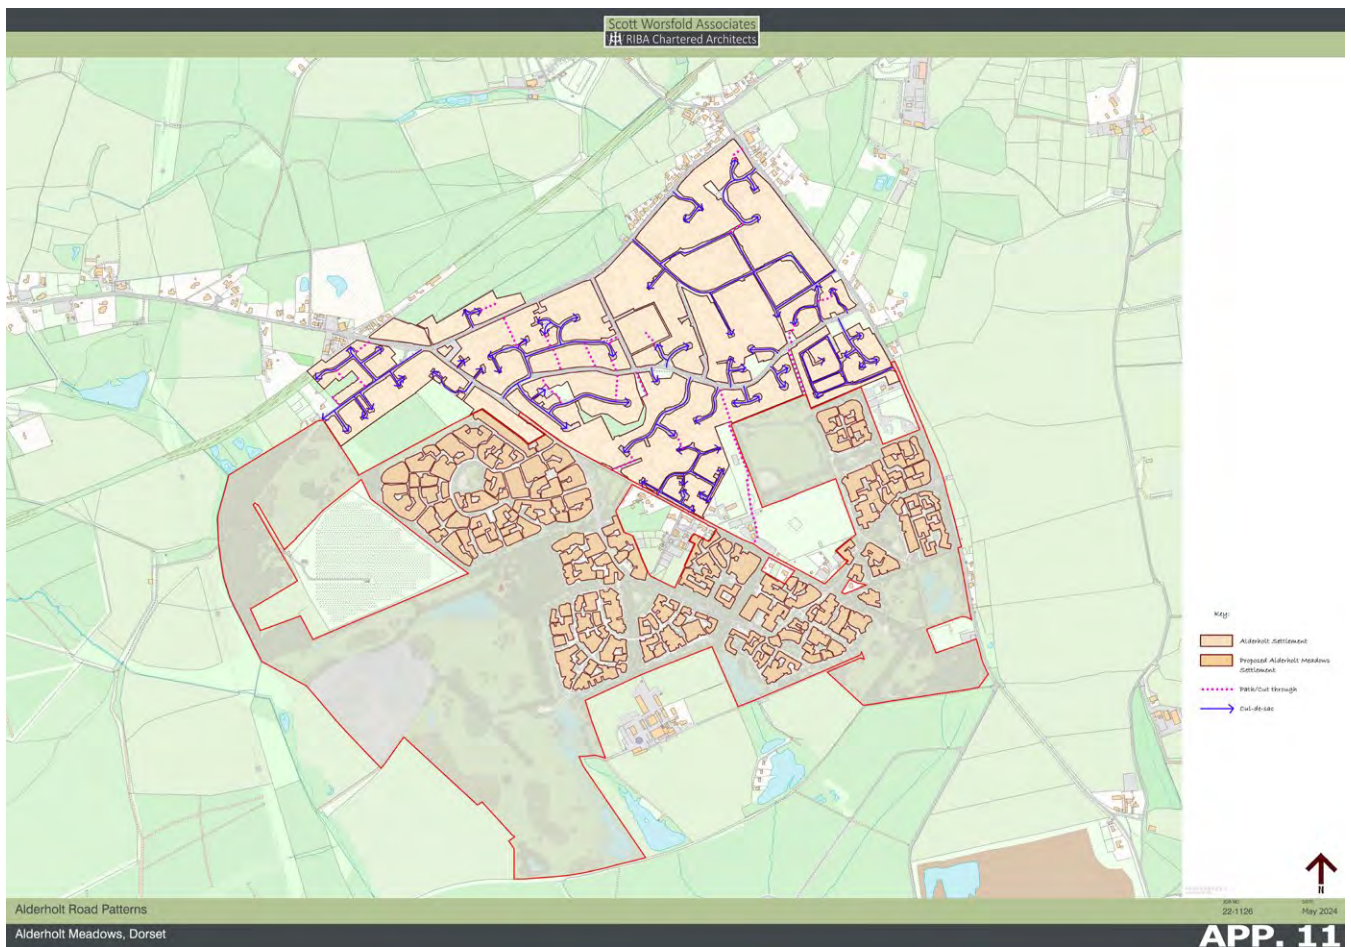 Scott Worsfold Associates
RIBA Chartered Architects
Key:
Alderholt Settlement
Proposed Alderholt Meadows
Settlement
Path/Cut through
Cul-de-sac
N
Alderholt Road Patterns
22-1126
May 2024
Alderholt Meadows, Dorset
APP. 11